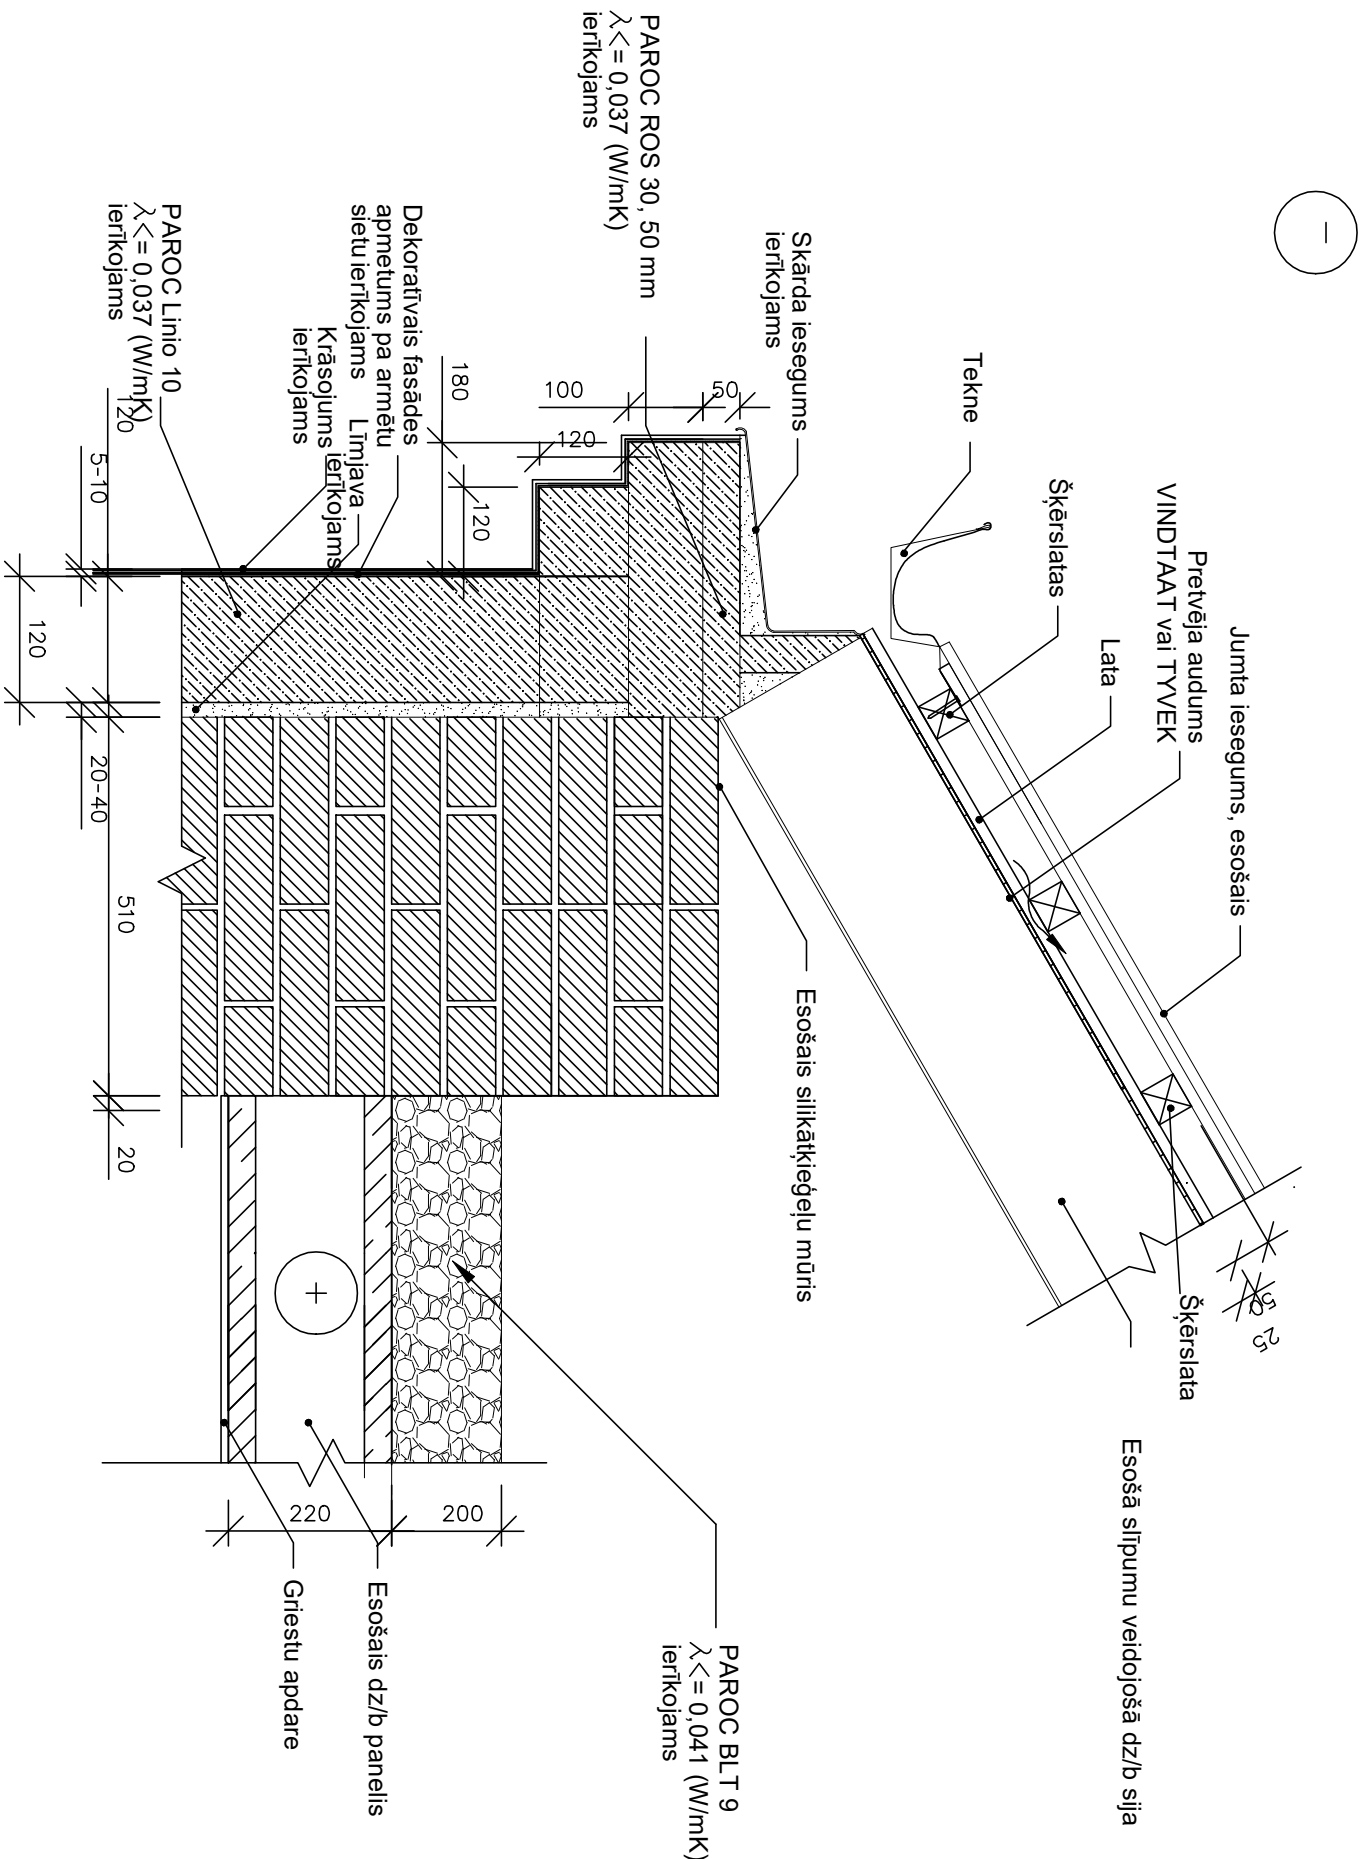 Jumta iesegums, esošais
Pretvēja audums
VINDTAAT vai TYVEK
Lata
Šķērslatas
Tekne
Skārda iesegums
ierīkojams
PAROC ROS 30, 50 mm
λ<= 0,037 (W/mK)
ierīkojams
Dekoratīvais fasādes
apmetums pa armētu
sietu ierīkojams
Līmjava
ierīkojams
Krāsojums
ierīkojams
PAROC Linio 10
λ<= 0,037 (W/mK)
ierīkojams
Šķērslata
Esošā slīpumu veidojošā dz/b sija
Esošais silikātķieģeļu mūris
PAROC BLT 9
λ<= 0,041 (W/mK)
ierīkojams
Esošais dz/b panelis
Griestu apdare
50
25
50
100
120
180
120
220
200
120
5-10
120
20-40
510
20